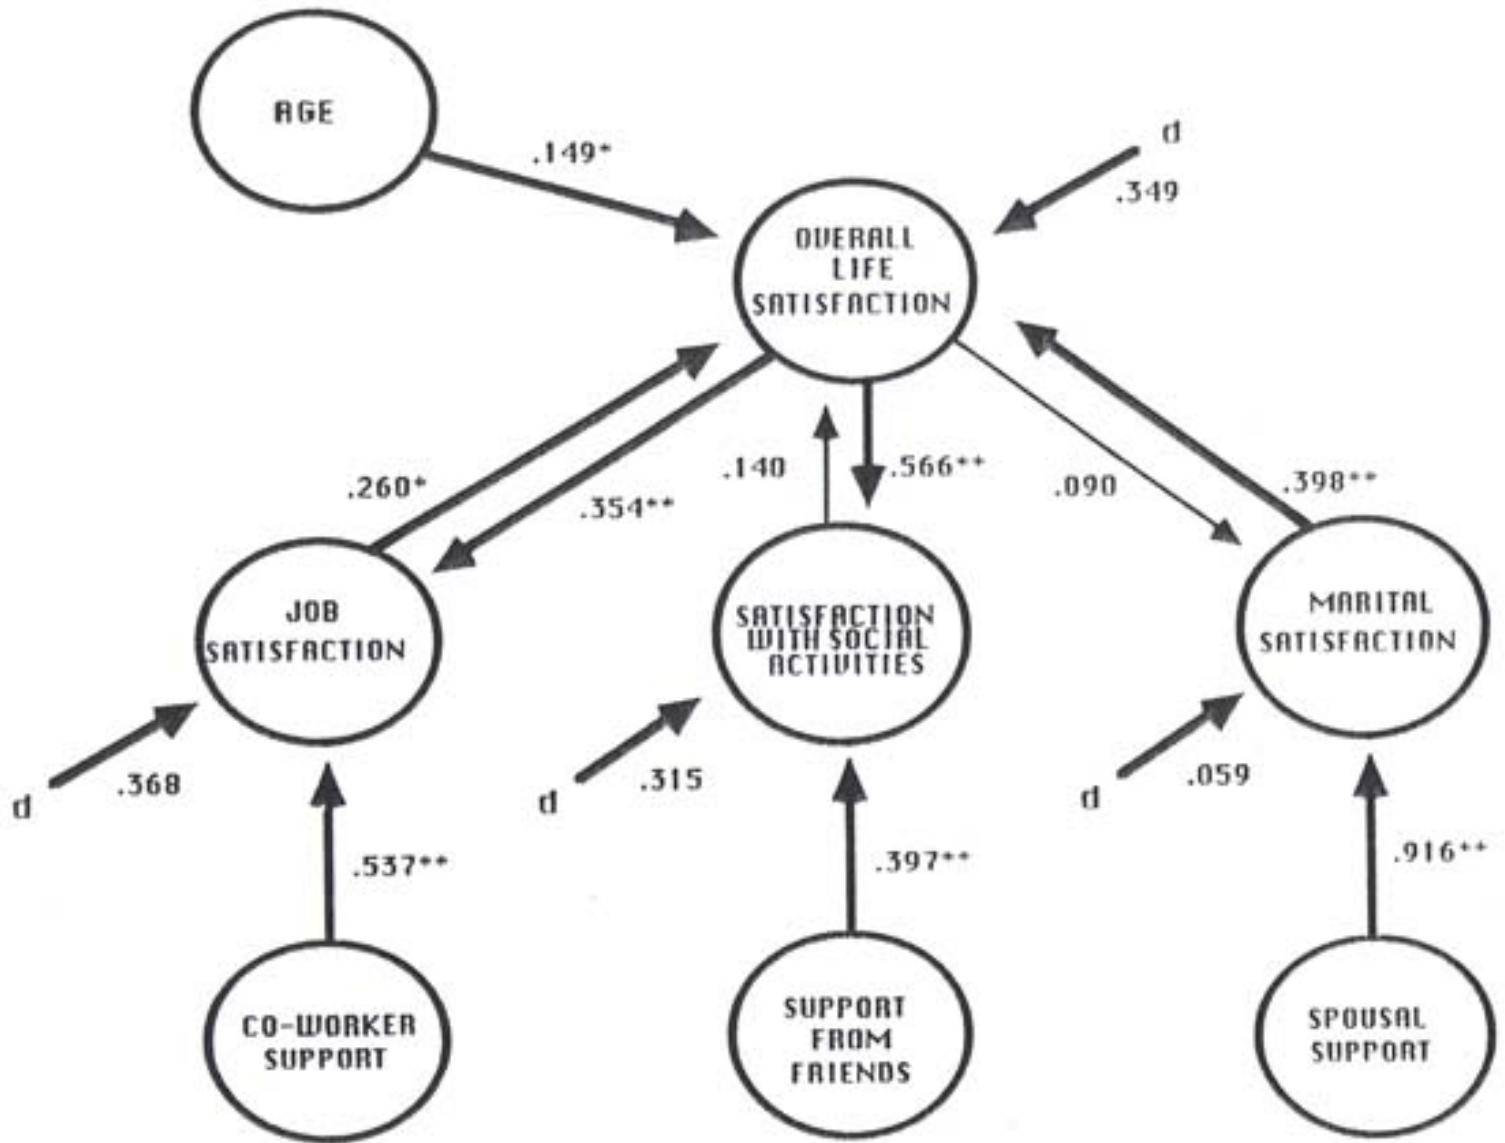 AGE
.149*
d
.349
OVERALL
LIFE
SATISFACTION
.260*
.354**
.140
.566**
.090
.398**
JOB
SATISFACTION
SATISFACTION
WITH SOCIAL
ACTIVITIES
MARITAL
SATISFACTION
d
.368
d
.315
d
.059
.537**
.397**
.916**
CO-WORKER
SUPPORT
SUPPORT
FROM
FRIENDS
SPOUSAL
SUPPORT